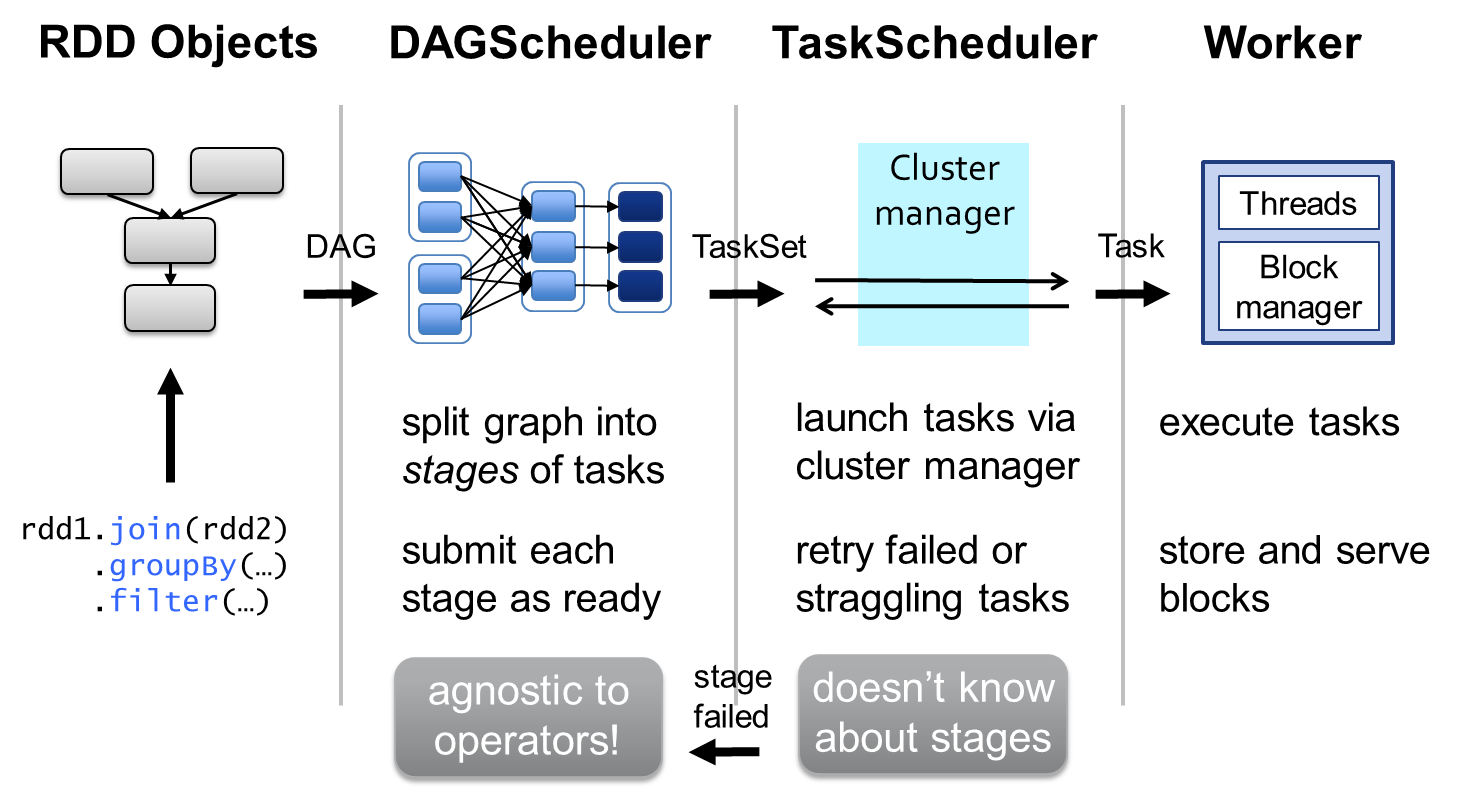 RDD Objects
DAGScheduler
TaskScheduler
Worker
DAG
TaskSet
Cluster
manager
Task
Threads
Block
manager
rdd1.join(rdd2)
.groupBy(…)
.filter(…)
split graph into
stages of tasks
submit each
stage as ready
agnostic to
operators!
launch tasks via
cluster manager
retry failed or
straggling tasks
stage
failed
doesn’t know
about stages
execute tasks
store and serve
blocks